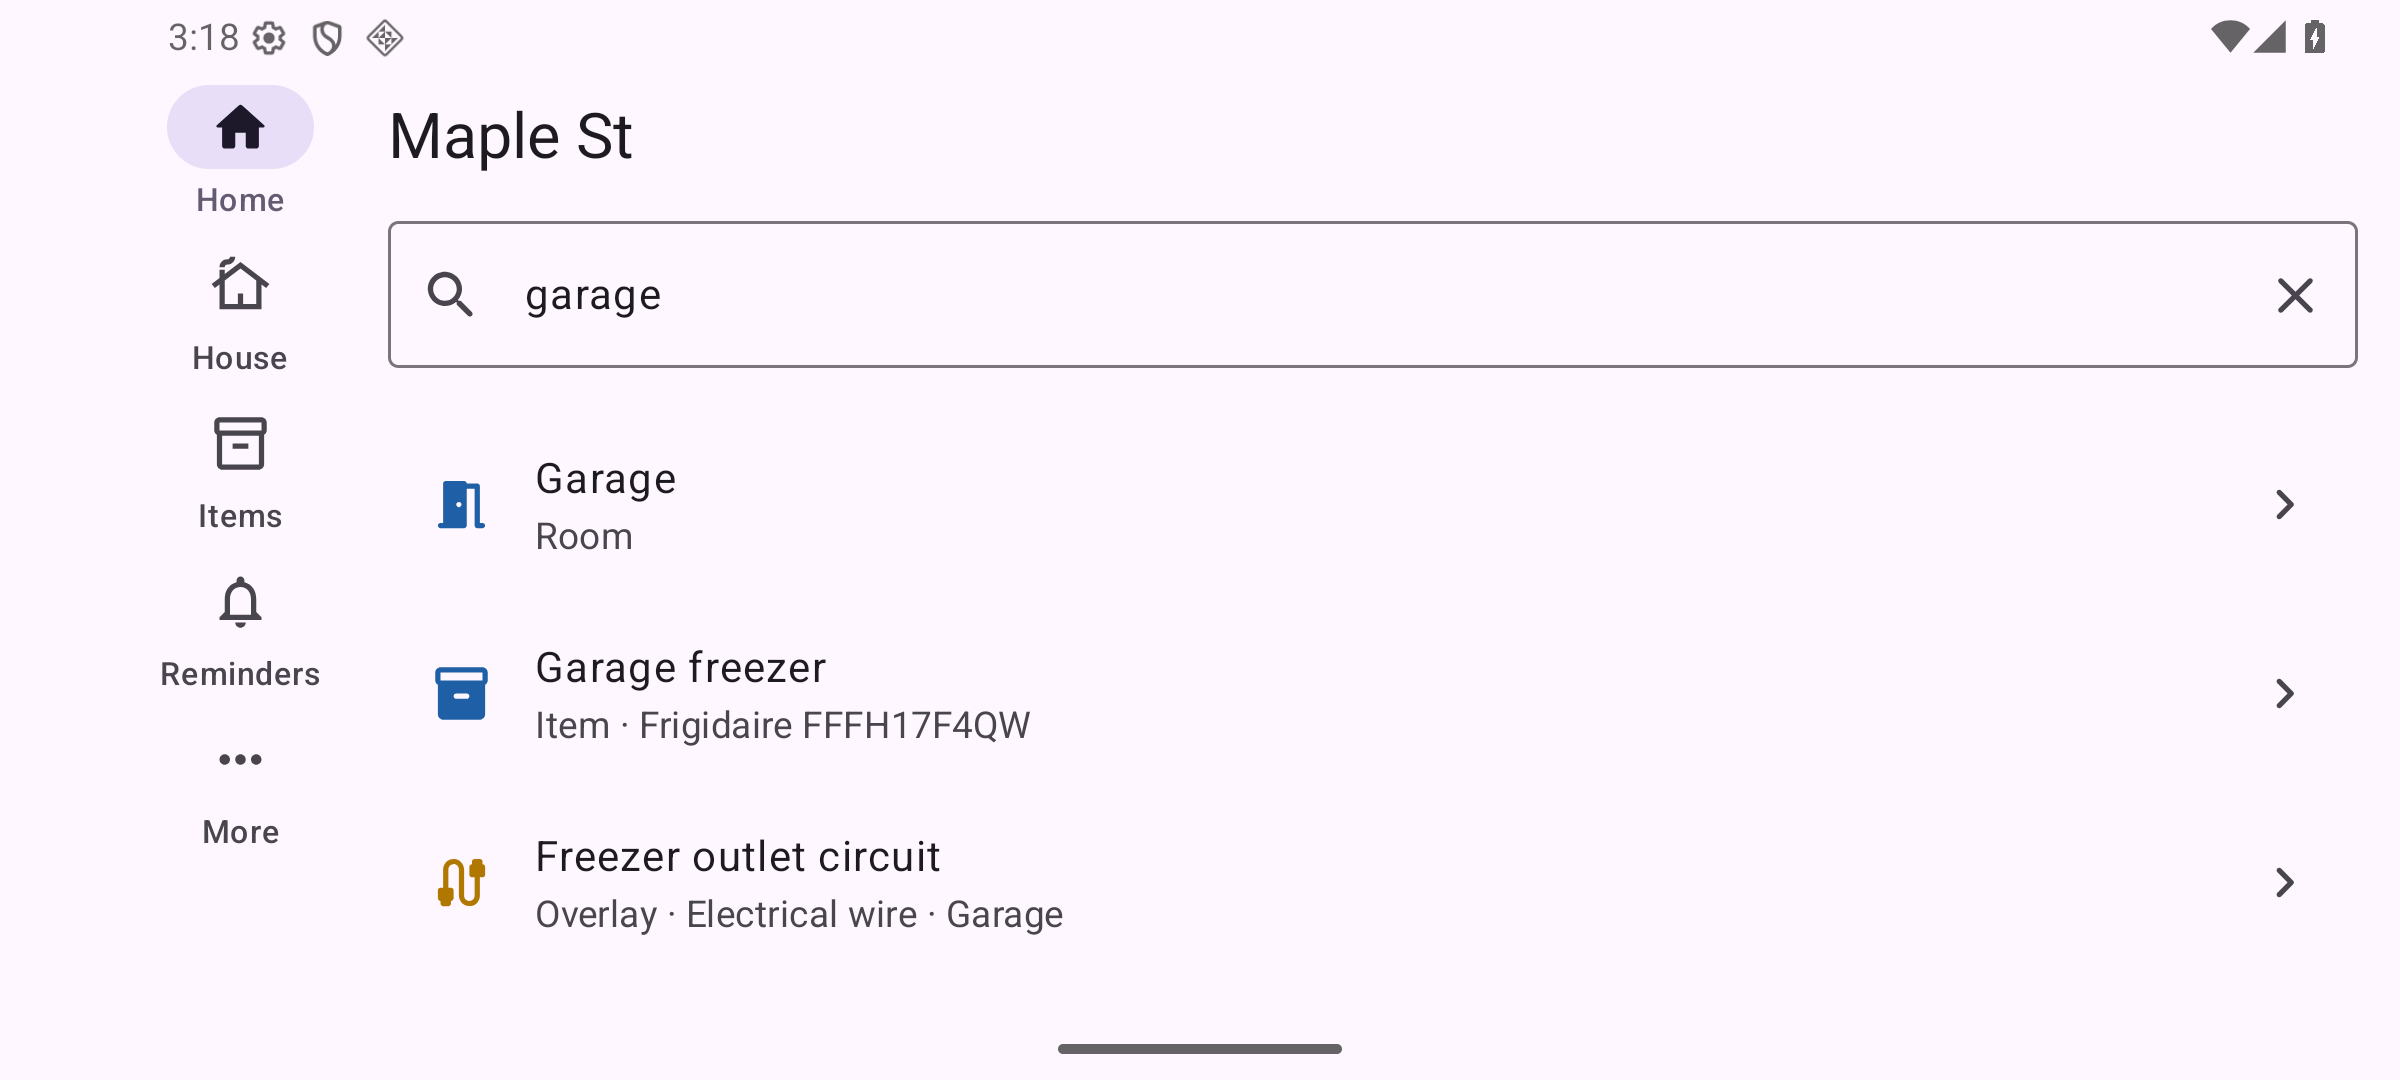 3:18
Maple St
Home
House
Items
Reminders
More
garage
Garage
Room
Garage freezer
Item · Frigidaire FFFH17F4QW
Freezer outlet circuit
Overlay · Electrical wire · Garage